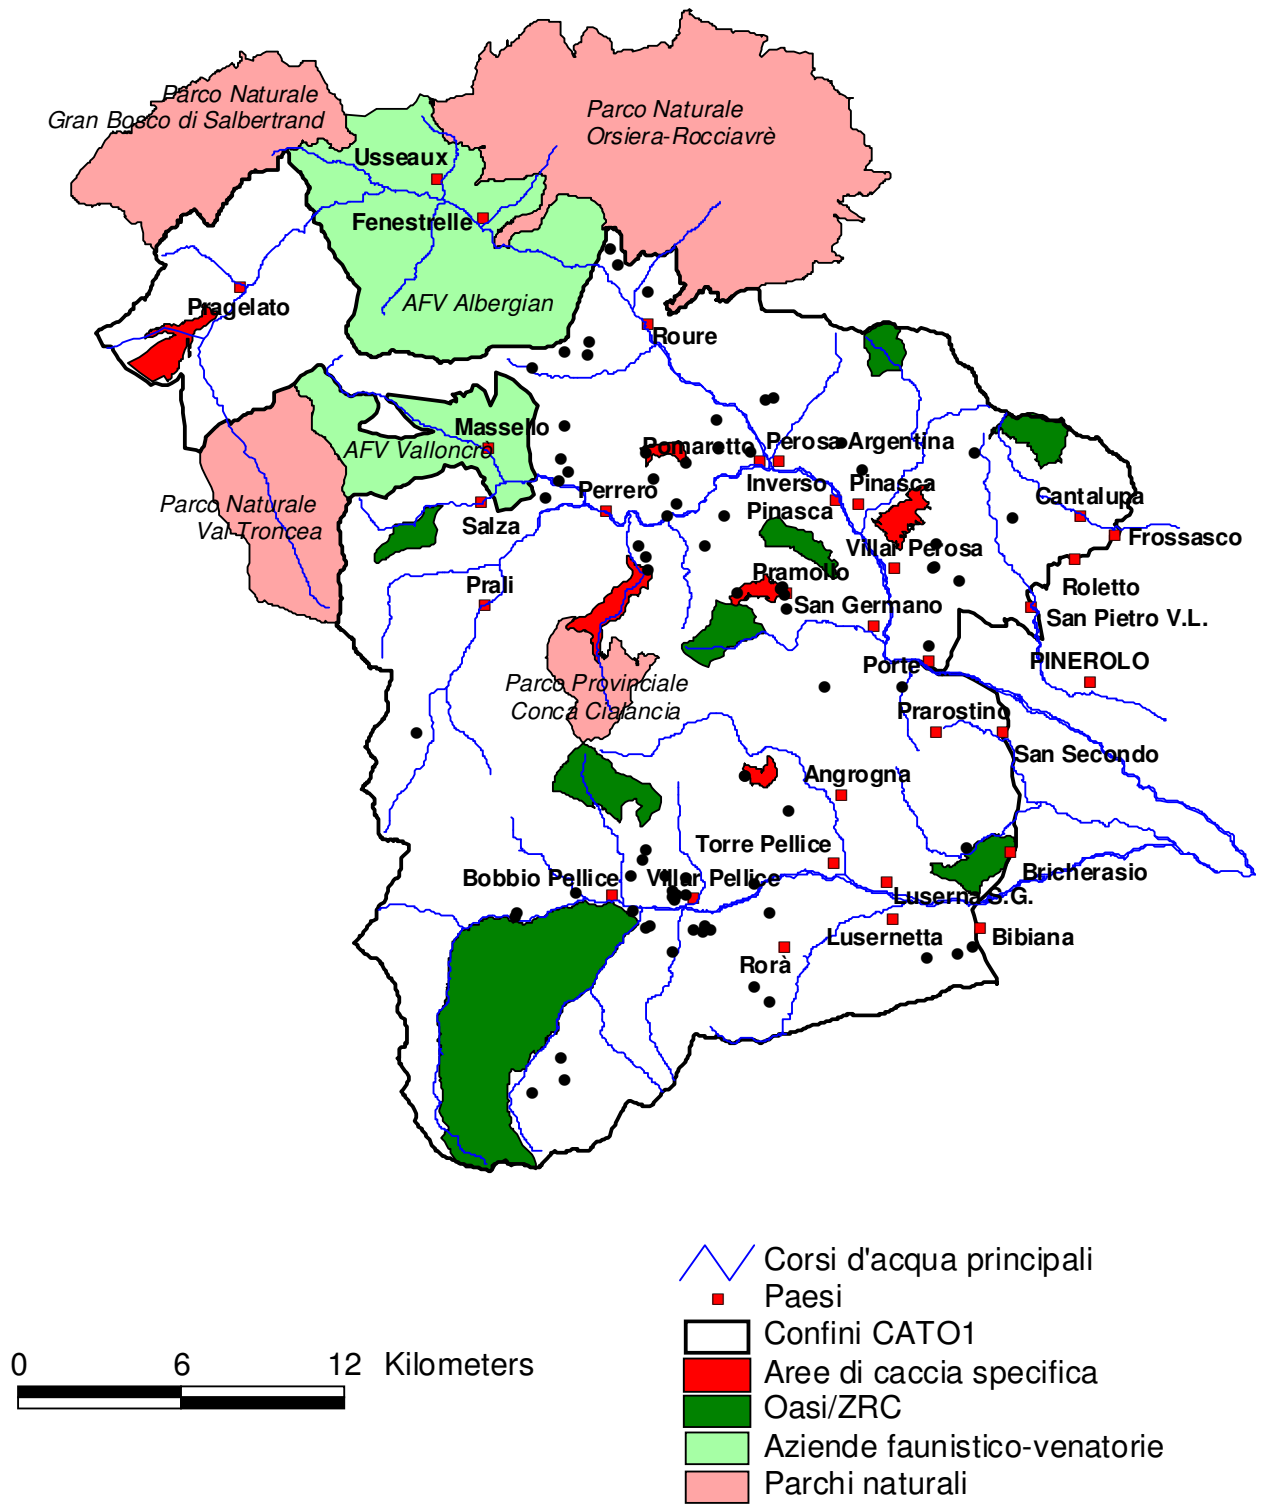 Parco Naturale
Gran Bosco di Salbertrand
Parco Naturale
Orsiera-Rocciavrè
Usseaux
Fenestrelle
AFV Albergian
Pragelato
Roure
Massello
AFV Valloncrò
Pomaretto
Perosa Argentina
Inverso
Pinasca
Pinasca
Perrero
Cantalupa
Parco Naturale
Val Troncea
Salza
Frossasco
Villar Perosa
Pramollo
Roletto
Prali
San Germano
San Pietro V.L.
Porte
PINEROLO
Parco Provinciale
Conca Cialancia
Prarostino
San Secondo
Angrogna
Torre Pellice
Bobbio Pellice
Villar Pellice
Bricherasio
Luserna S.G.
Lusernetta
Bibiana
Rorà
Corsi d'acqua principali
Paesi
Confini CATO1
0 6 12 Kilometers
Aree di caccia specifica
Oasi/ZRC
Aziende faunistico-venatorie
Parchi naturali